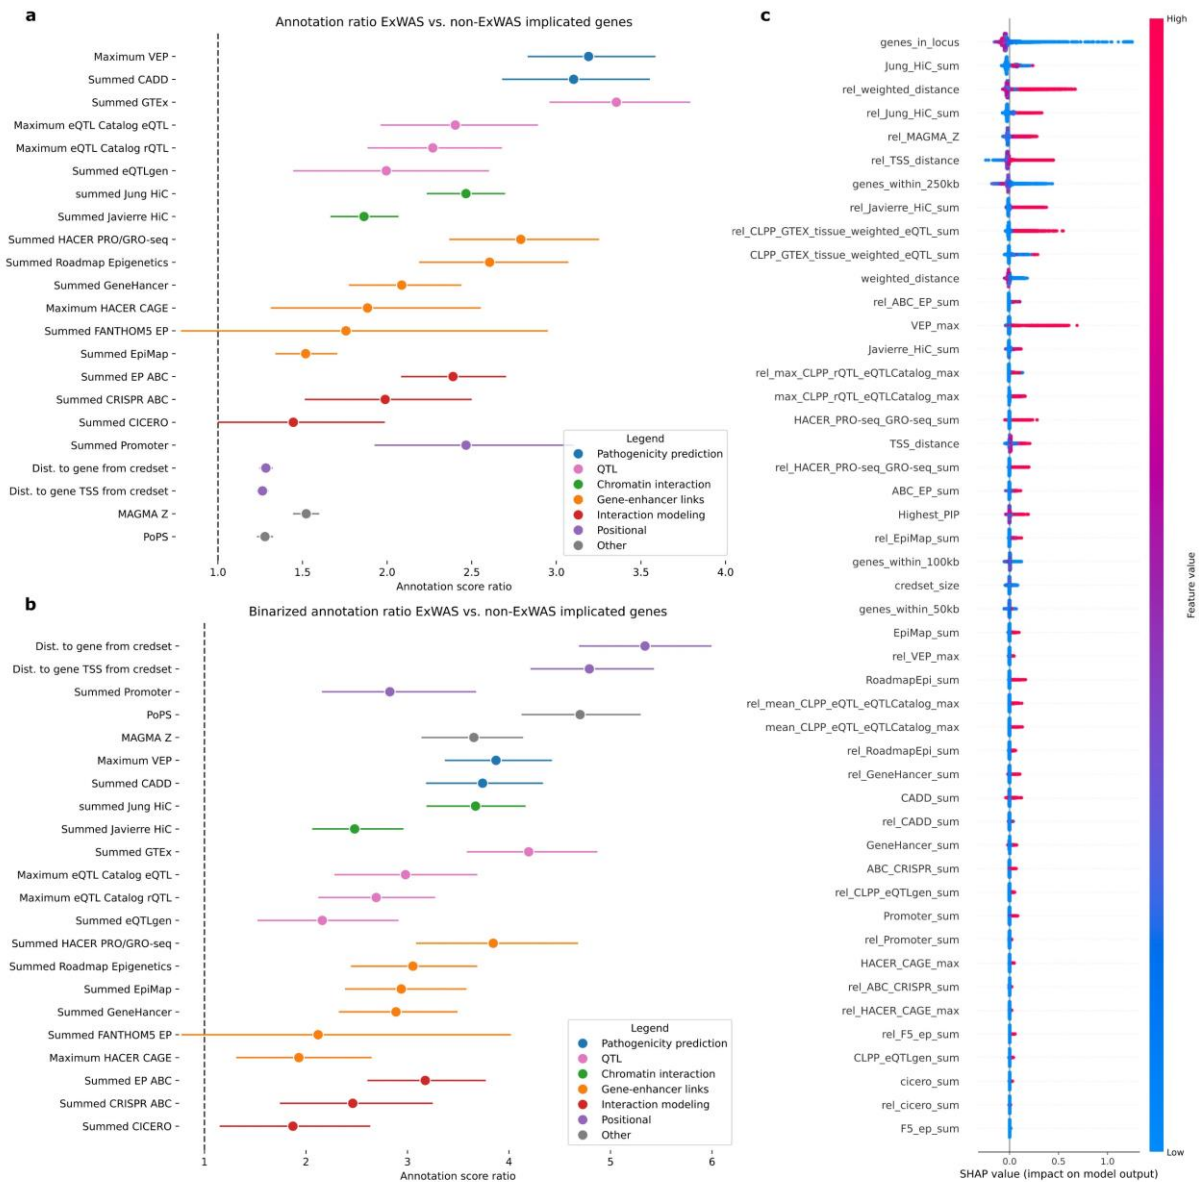 a
Annotation ratio ExWAS vs. non-ExWAS implicated genes
Maximum VEP
Summed CADD
Summed GTEx
Maximum eQTL Catalog eQTL
Maximum eQTL Catalog rQTL
Summed eQTLgen
summed Jung HiC
Summed Javierre HiC
Summed HACER PRO/GRO-seq
Summed Roadmap Epigenetics
Summed GeneHancer
Maximum HACER CAGE
Summed FANTHOM5 EP
Summed EpiMap
Summed EP ABC
Summed CRISPR ABC
Summed CICERO
Summed Promoter
Dist. to gene from credset
Dist. to gene TSS from credset
MAGMA Z
PoPS
Legend
Pathogenicity prediction
QTL
Chromatin interaction
Gene-enhancer links
Interaction modeling
Positional
Other
1.0 1.5 2.0 2.5 3.0 3.5 4.0
Annotation score ratio
b
Binarized annotation ratio ExWAS vs. non-ExWAS implicated genes
Dist. to gene from credset
Dist. to gene TSS from credset
Summed Promoter
PoPS
MAGMA Z
Maximum VEP
Summed CADD
summed Jung HiC
Summed Javierre HiC
Summed GTEx
Maximum eQTL Catalog eQTL
Maximum eQTL Catalog rQTL
Summed eQTLgen
Summed HACER PRO/GRO-seq
Summed Roadmap Epigenetics
Summed EpiMap
Summed GeneHancer
Summed FANTHOM5 EP
Maximum HACER CAGE
Summed EP ABC
Summed CRISPR ABC
Summed CICERO
Legend
Pathogenicity prediction
QTL
Chromatin interaction
Gene-enhancer links
Interaction modeling
Positional
Other
1 2 3 4 5 6
Annotation score ratio
c
genes_in_locus
Jung_HiC_sum
rel_weighted_distance
rel_Jung_HiC_sum
rel_MAGMA_Z
rel_TSS_distance
genes_within_250kb
rel_Javierre_HiC_sum
rel_CLPP_GTEX_tissue_weighted_eQTL_sum
CLPP_GTEX_tissue_weighted_eQTL_sum
weighted_distance
rel_ABC_EP_sum
VEP_max
Javierre_HiC_sum
rel_max_CLPP_rQTL_eQTLCatalog_max
max_CLPP_rQTL_eQTLCatalog_max
HACER_PRO-seq_GRO-seq_sum
TSS_distance
rel_HACER_PRO-seq_GRO-seq_sum
ABC_EP_sum
Highest_PIP
rel_EpiMap_sum
genes_within_100kb
credset_size
genes_within_50kb
EpiMap_sum
rel_VEP_max
RoadmapEpi_sum
rel_mean_CLPP_eQTL_eQTLCatalog_max
mean_CLPP_eQTL_eQTLCatalog_max
rel_RoadmapEpi_sum
rel_GeneHancer_sum
CADD_sum
rel_CADD_sum
GeneHancer_sum
ABC_CRISPR_sum
rel_CLPP_eQTLgen_sum
Promoter_sum
rel_Promoter_sum
HACER_CAGE_max
rel_ABC_CRISPR_sum
rel_HACER_CAGE_max
rel_F5_ep_sum
CLPP_eQTLgen_sum
cicero_sum
rel_cicero_sum
F5_ep_sum
0.0 0.5 1.0
SHAP value (impact on model output)
High
Feature value
Low